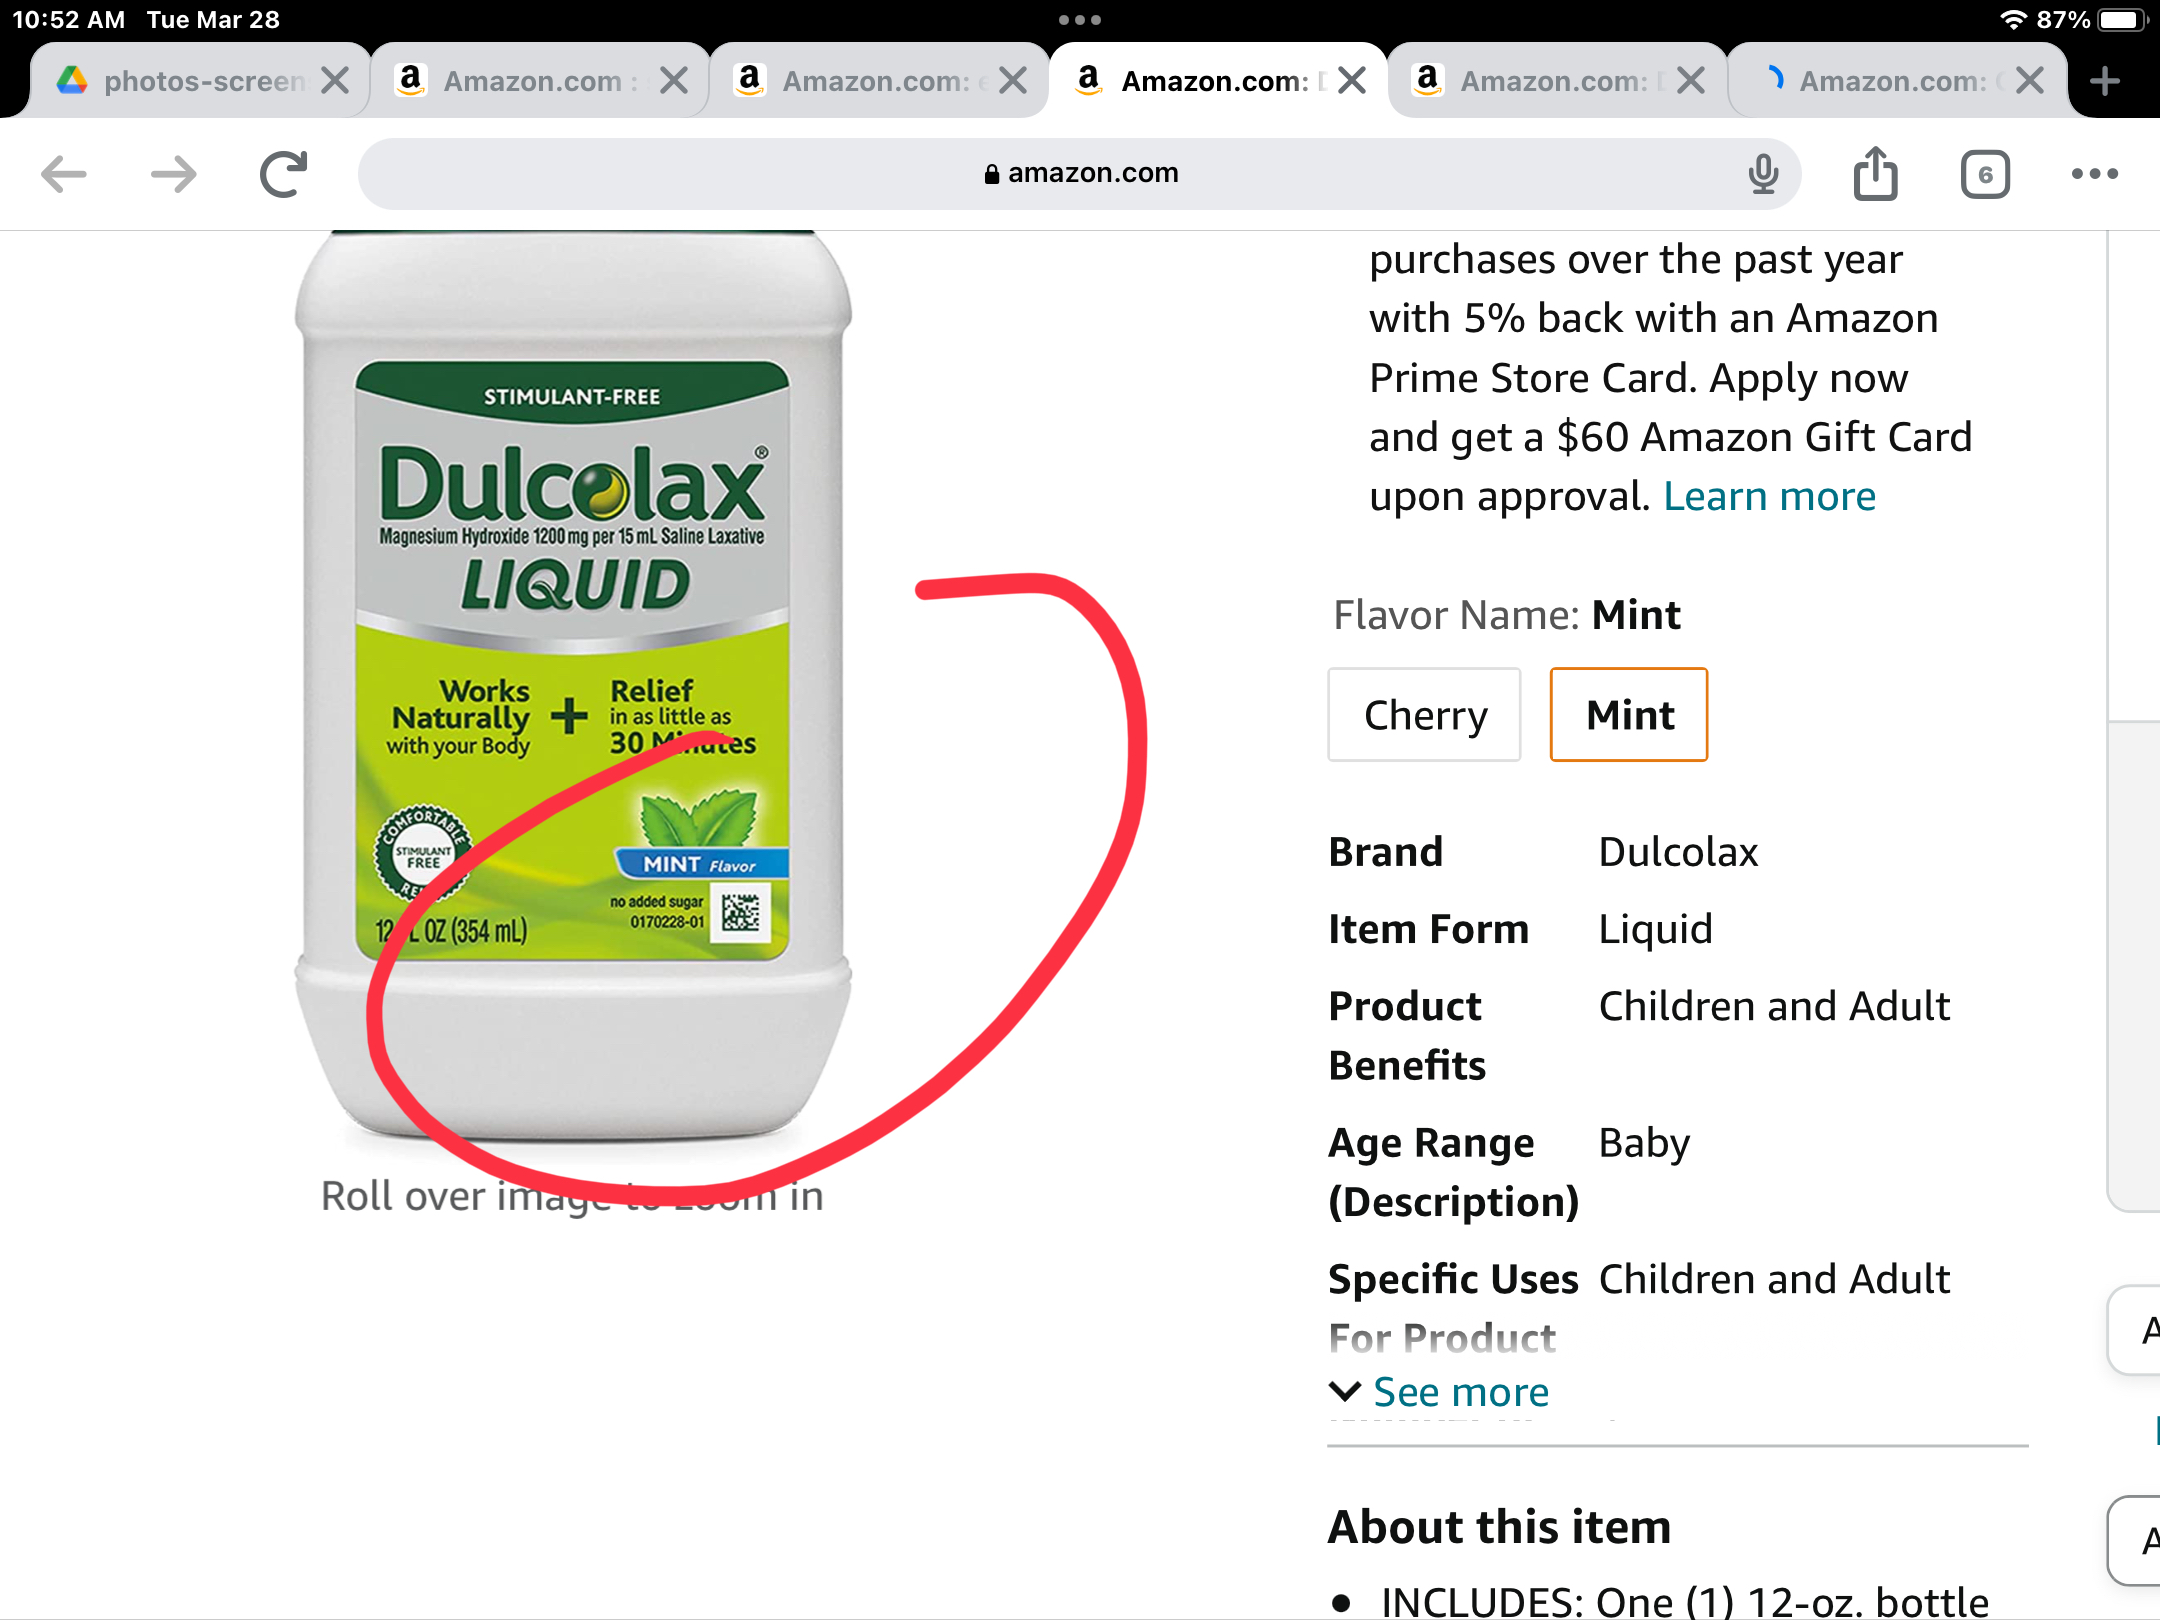 10:52 AM Tue Mar 28
87%
photos-screen
Amazon.com :
Amazon.com: e
Amazon.com:
Amazon.com:
Amazon.com:
amazon.com
6
STIMULANT-FREE
Dulcolax®
Magnesium Hydroxide 1200 mg per 15 mL Saline Laxative
LIQUID
Works
Naturally
with your Body
+
Relief
in as little as
30 Minutes
COMFORTABLE
STIMULANT
FREE
MINT Flavor
no added sugar
0170228-01
12 FL OZ (354 mL)
Roll over image to zoom in
purchases over the past year
with 5% back with an Amazon
Prime Store Card. Apply now
and get a $60 Amazon Gift Card
upon approval. Learn more
Flavor Name: Mint
Cherry
Mint
Brand Dulcolax
Item Form Liquid
Product Children and Adult
Benefits
Age Range Baby
(Description)
Specific Uses Children and Adult
For Product
See more
About this item
• INCLUDES: One (1) 12-oz. bottle